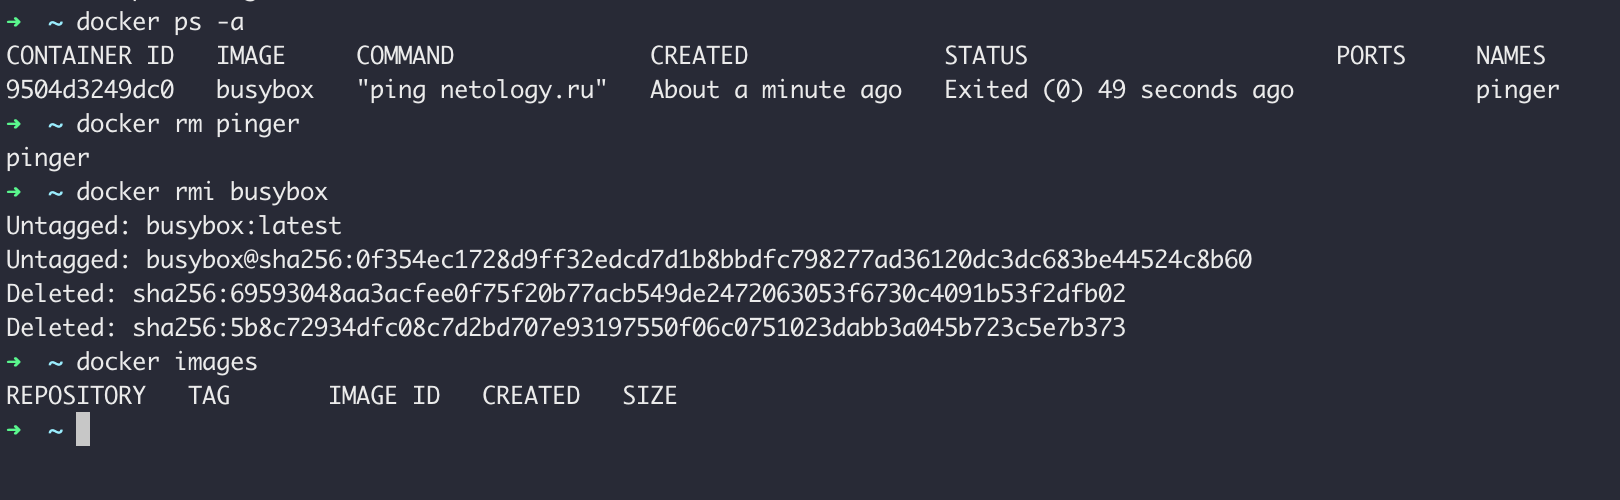 ➜ ~ docker ps -a
CONTAINER ID IMAGE COMMAND CREATED STATUS PORTS NAMES
9504d3249dc0 busybox "ping netology.ru" About a minute ago Exited (0) 49 seconds ago pinger
➜ ~ docker rm pinger
pinger
➜ ~ docker rmi busybox
Untagged: busybox:latest
Untagged: busybox@sha256:0f354ec1728d9ff32edcd7d1b8bbdfc798277ad36120dc3dc683be44524c8b60
Deleted: sha256:69593048aa3acfee0f75f20b77acb549de2472063053f6730c4091b53f2dfb02
Deleted: sha256:5b8c72934dfc08c7d2bd707e93197550f06c0751023dabb3a045b723c5e7b373
➜ ~ docker images
REPOSITORY TAG IMAGE ID CREATED SIZE
➜ ~